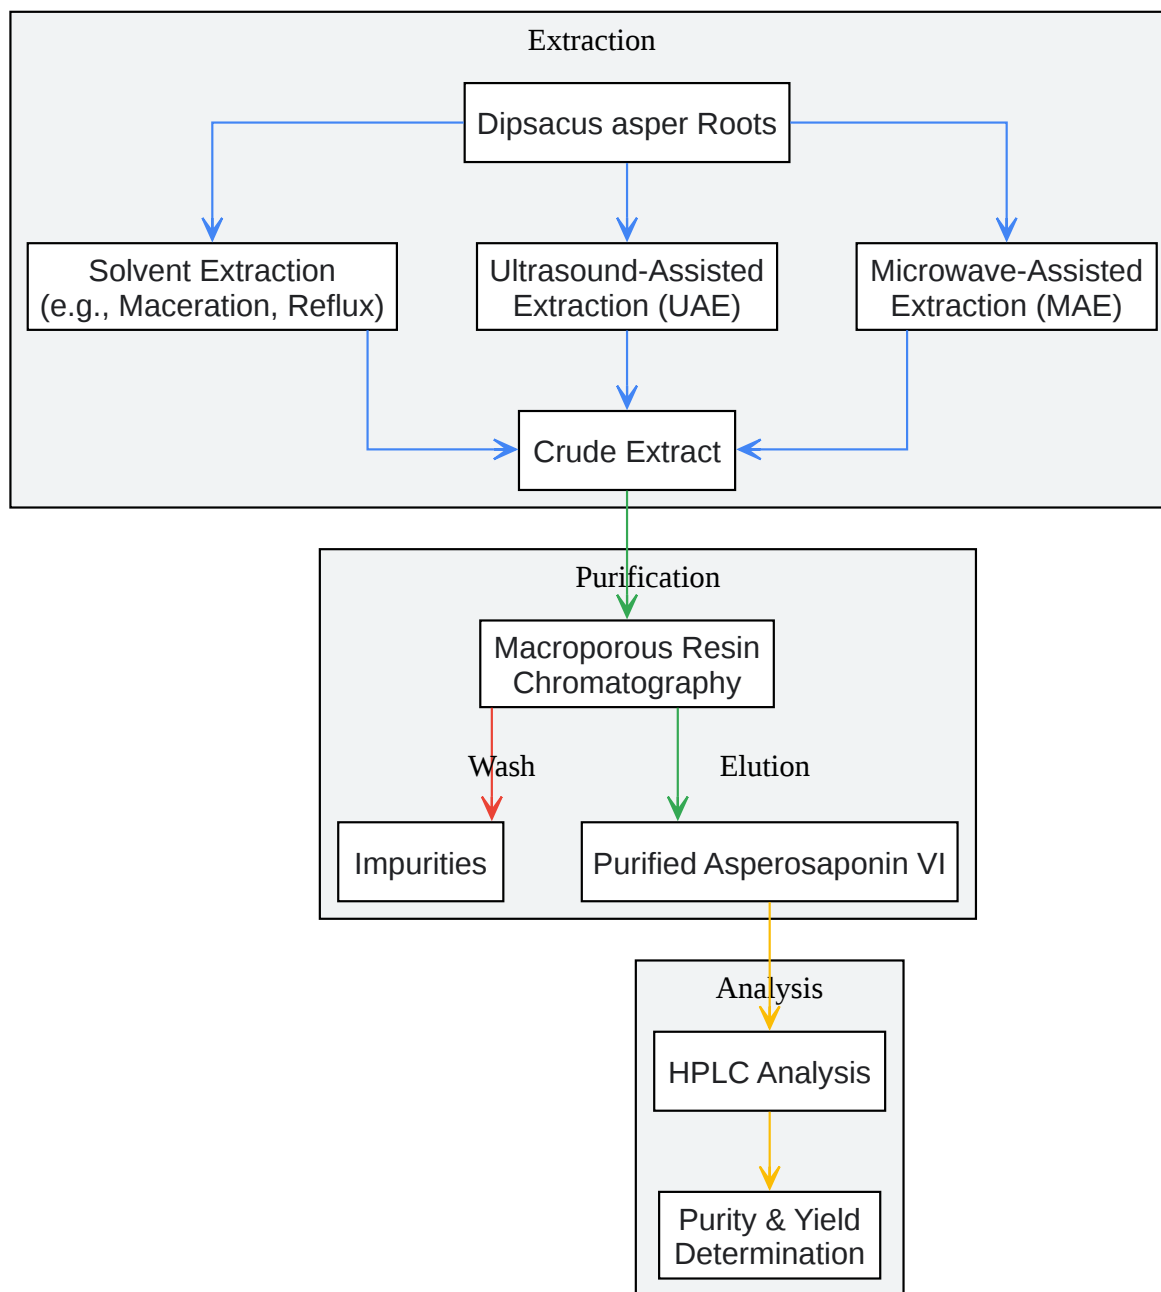 Extraction
Dipsacus asper Roots
Solvent Extraction
(e.g., Maceration, Reflux)
Ultrasound-Assisted
Extraction (UAE)
Microwave-Assisted
Extraction (MAE)
Crude Extract
Purification
Macroporous Resin
Chromatography
Wash
Elution
Impurities
Purified Asperosaponin VI
Analysis
HPLC Analysis
Purity & Yield
Determination